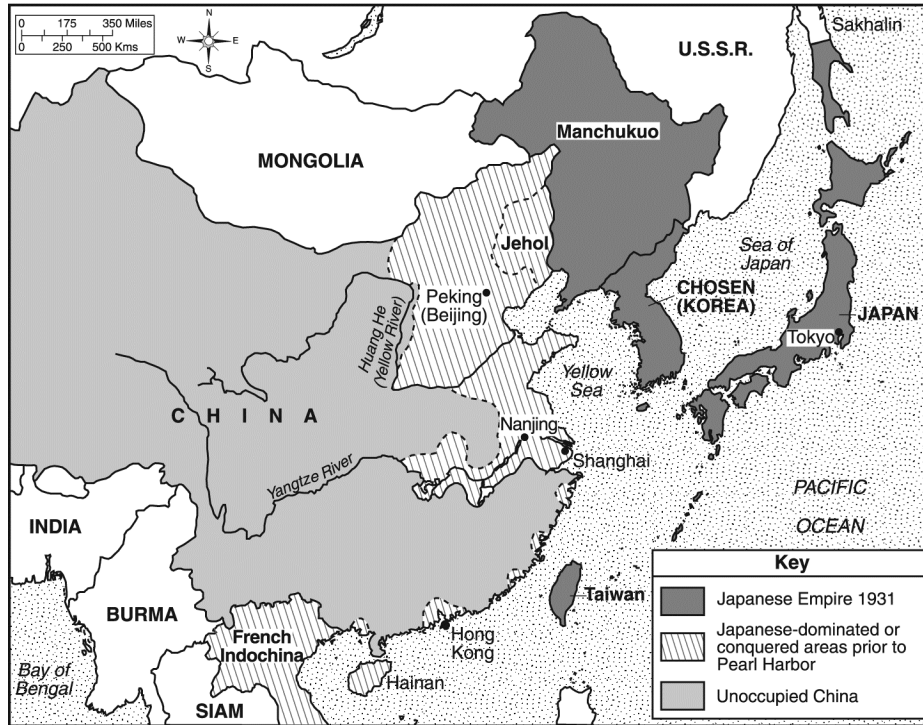 0 175 350 Miles
0 250 500 Kms
N
W E
S
Sakhalin
U.S.S.R.
Manchukuo
MONGOLIA
Jehol
Sea of
Japan
Peking
(Beijing)
CHOSEN
(KOREA)
JAPAN
Tokyo
Huang He
(Yellow River)
Yellow
Sea
CHINA
Nanjing
Shanghai
Yangtze River
PACIFIC
OCEAN
INDIA
BURMA
Taiwan
French
Indochina
Hong
Kong
Hainan
Bay of
Bengal
SIAM
Key
Japanese Empire 1931
Japanese-dominated or
conquered areas prior to
Pearl Harbor
Unoccupied China